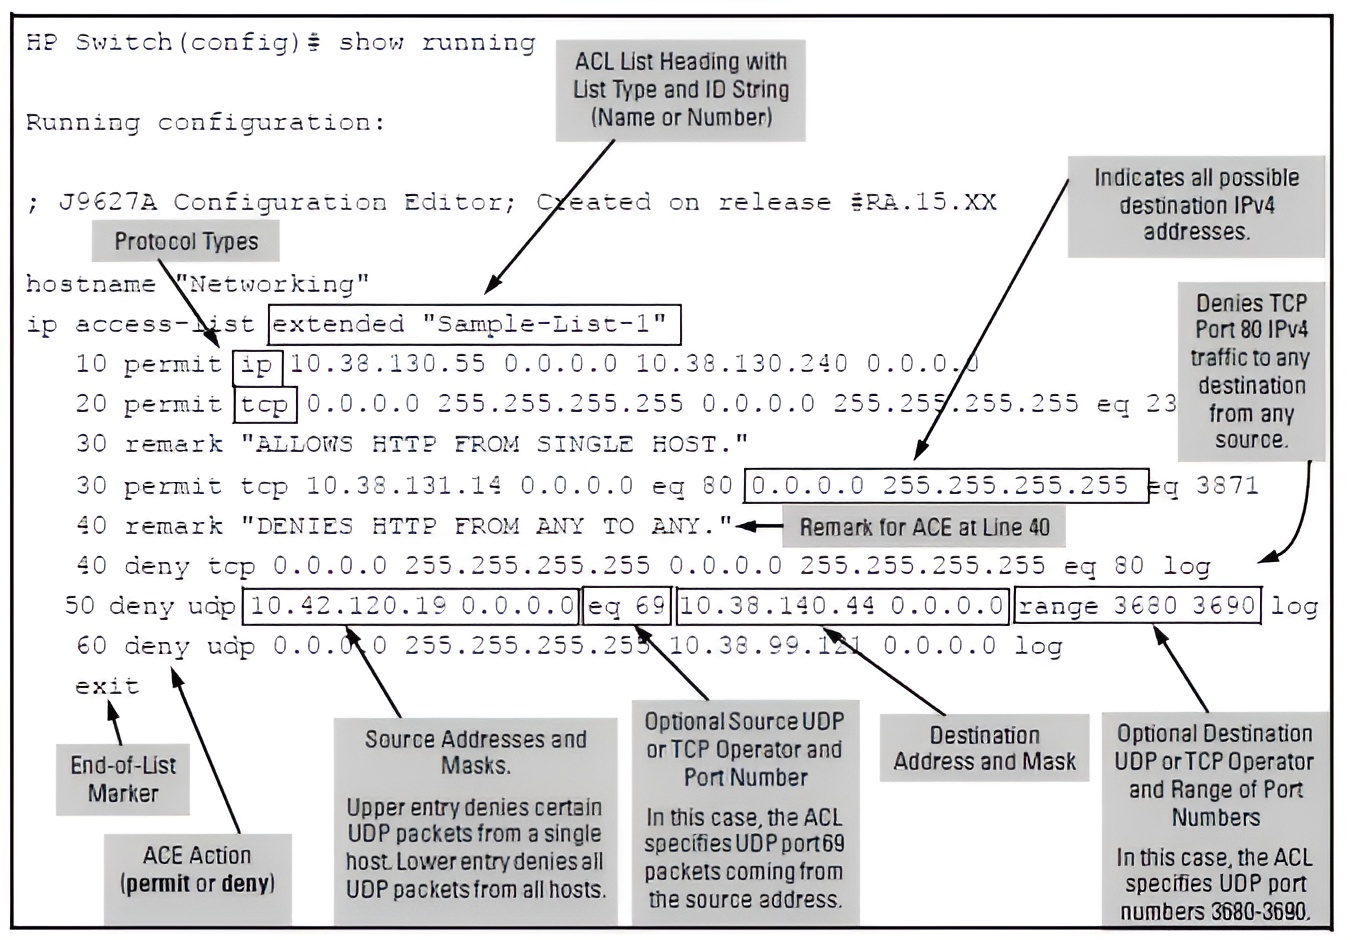 HP Switch(config)# show running
ACL List Heading with
List Type and ID String
(Name or Number)
Running configuration:
Indicates all possible
destination IPv4
addresses.
; J9627A Configuration Editor; Created on release #RA.15.XX
Protocol Types
hostname "Networking"
Denies TCP
Port 80 IPv4
traffic to any
destination
from any
source.
ip access-list extended "Sample-List-1"
10 permit ip 10.38.130.55 0.0.0.0 10.38.130.240 0.0.0.0
20 permit tcp 0.0.0.0 255.255.255.255 0.0.0.0 255.255.255.255 eq 23
30 remark "ALLOWS HTTP FROM SINGLE HOST."
30 permit tcp 10.38.131.14 0.0.0.0 eq 80 0.0.0.0 255.255.255.255 eq 3871
40 remark "DENIES HTTP FROM ANY TO ANY."
Remark for ACE at Line 40
40 deny tcp 0.0.0.0 255.255.255.255 0.0.0.0 255.255.255.255 eq 80 log
50 deny udp 10.42.120.19 0.0.0.0 eq 69 10.38.140.44 0.0.0.0 range 3680 3690 log
60 deny udp 0.0.0.0 255.255.255.255 10.38.99.121 0.0.0.0 log
exit
End-of-List
Marker
ACE Action
(permit or deny)
Source Addresses and
Masks.
Upper entry denies certain
UDP packets from a single
host. Lower entry denies all
UDP packets from all hosts.
Optional Source UDP
or TCP Operator and
Port Number
In this case, the ACL
specifies UDP port 69
packets coming from
the source address.
Destination
Address and Mask
Optional Destination
UDP or TCP Operator
and Range of Port
Numbers
In this case, the ACL
specifies UDP port
numbers 3680-3690.